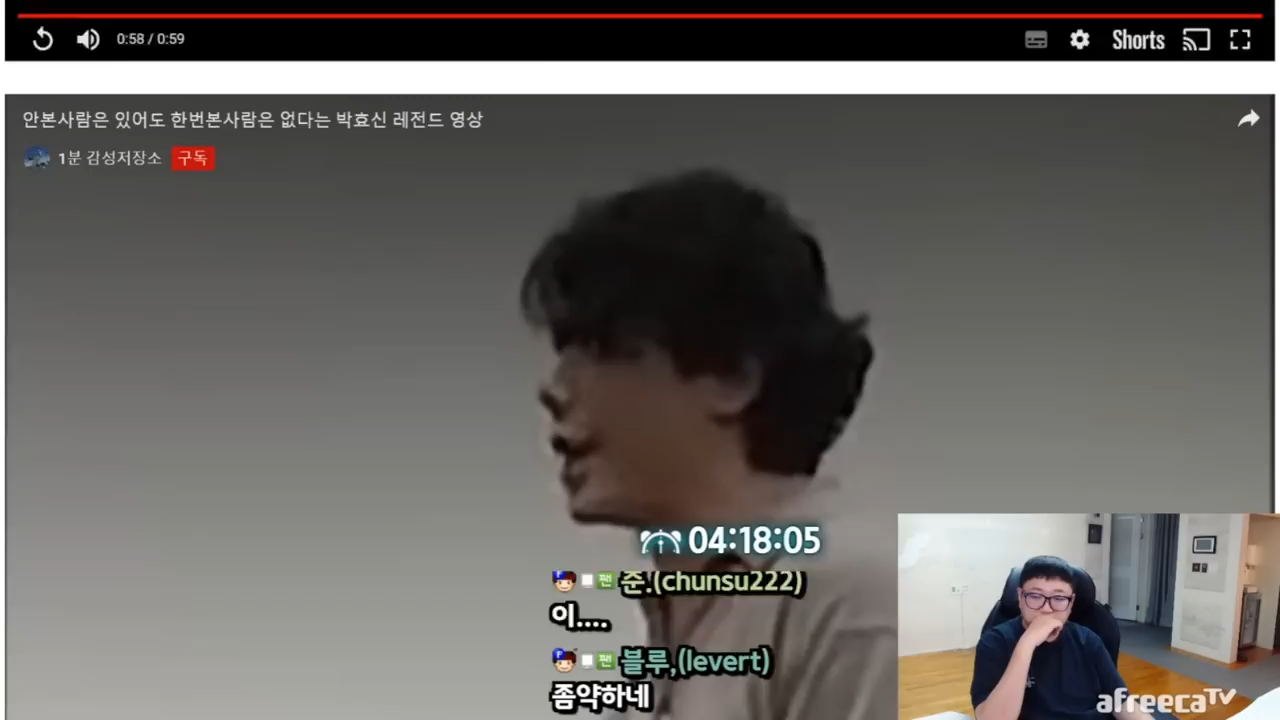 0:58 / 0:59
Shorts
안본사람은 있어도 한번본사람은 없다는 박효신 레전드 영상
1분 감성저장소 구독
04:18:05
팬 준.(chunsu222)
이....
팬 블루,(levert)
좀약하네
afreecaTV